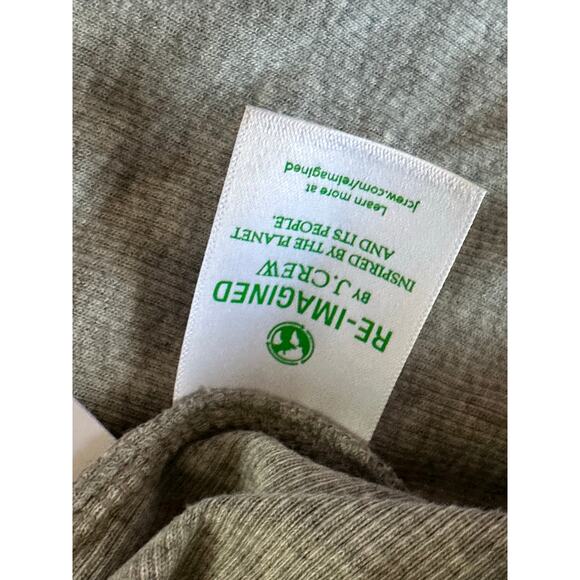 RE-IMAGINED
BY J.CREW
INSPIRED BY THE PLANET
AND ITS PEOPLE.
Learn more at
jcrew.com/reimagined